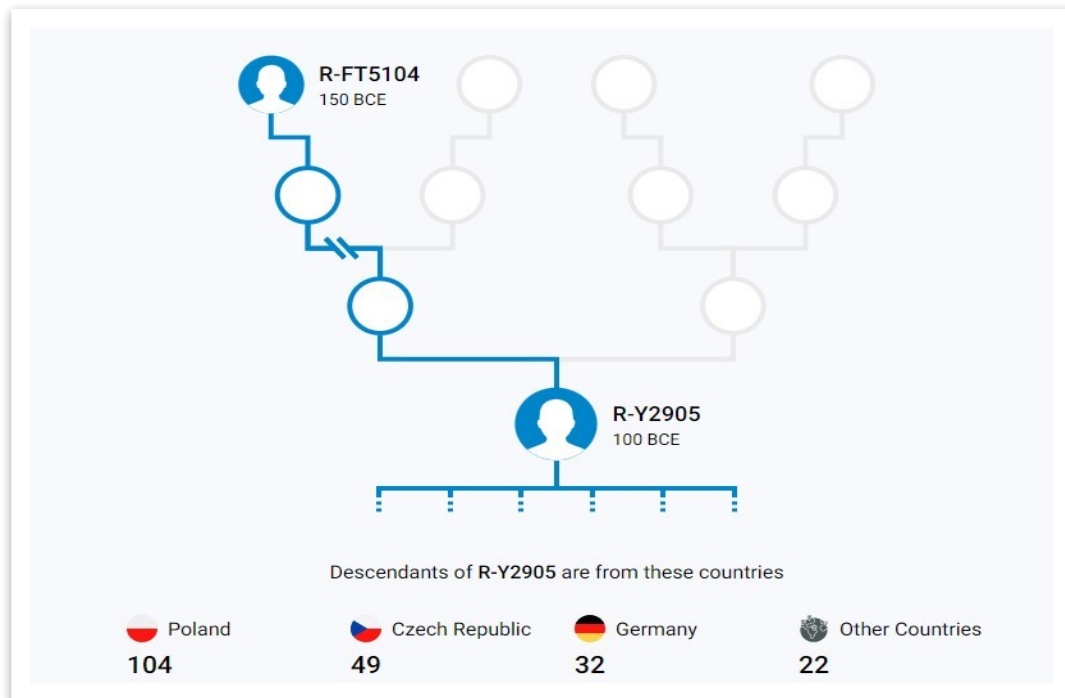 R-FT5104
150 BCE
R-Y2905
100 BCE
Descendants of R-Y2905 are from these countries
Poland
104
Czech Republic
49
Germany
32
Other Countries
22